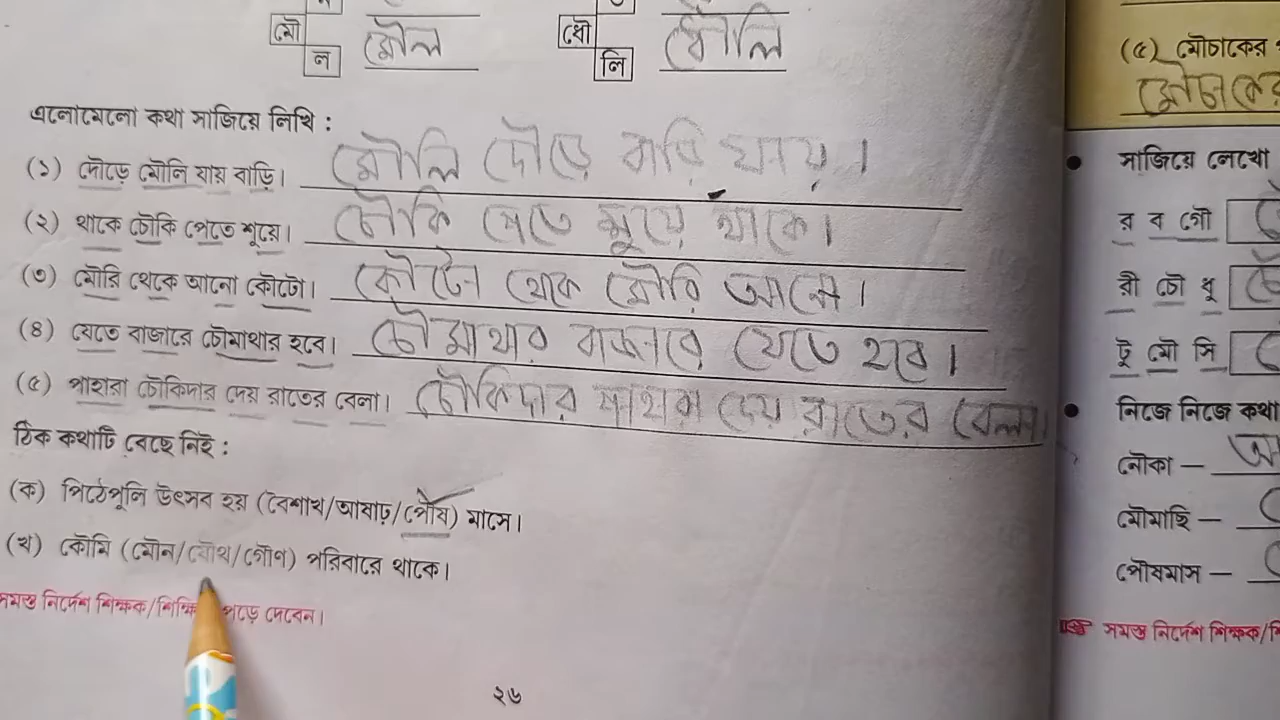 মৌ
ন
মৌন
ধৌ
লি
ধৌলি
এলোমেলো কথা সাজিয়ে লিখি :
(১) দৌড়ে মৌলি যায় বাড়ি। মৌলি দৌড়ে বাড়ি যায়।
(২) থাকে চৌকি পেতে শুয়ে। চৌকি পেতে শুয়ে থাকে।
(৩) মৌরি থেকে আনো কৌটো। কৌটো থেকে মৌরি আনো।
(৪) যেতে বাজারে চৌমাথার হবে। চৌমাথার বাজারে যেতে হবে।
(৫) পাহারা চৌকিদার দেয় রাতের বেলা। চৌকিদার পাহারা দেয় রাতের বেলা।
ঠিক কথাটি বেছে নিই :
(ক) পিঠেপুলি উৎসব হয় (বৈশাখ/আষাঢ়/পৌষ) মাসে।
(খ) কৌমি (মৌন/যৌথ/গৌণ) পরিবারে থাকে।
সমস্ত নির্দেশ শিক্ষক/ পড়ে দেবেন।
২৬
(৫) মৌচাকের
মৌচাকের
সাজিয়ে লেখো
র ব গৌ
রী চৌ ধু
টু মৌ সি
নিজে নিজে কথা
নৌকা —
মৌমাছি —
পৌষমাস —
সমস্ত নির্দেশ শিক্ষক/